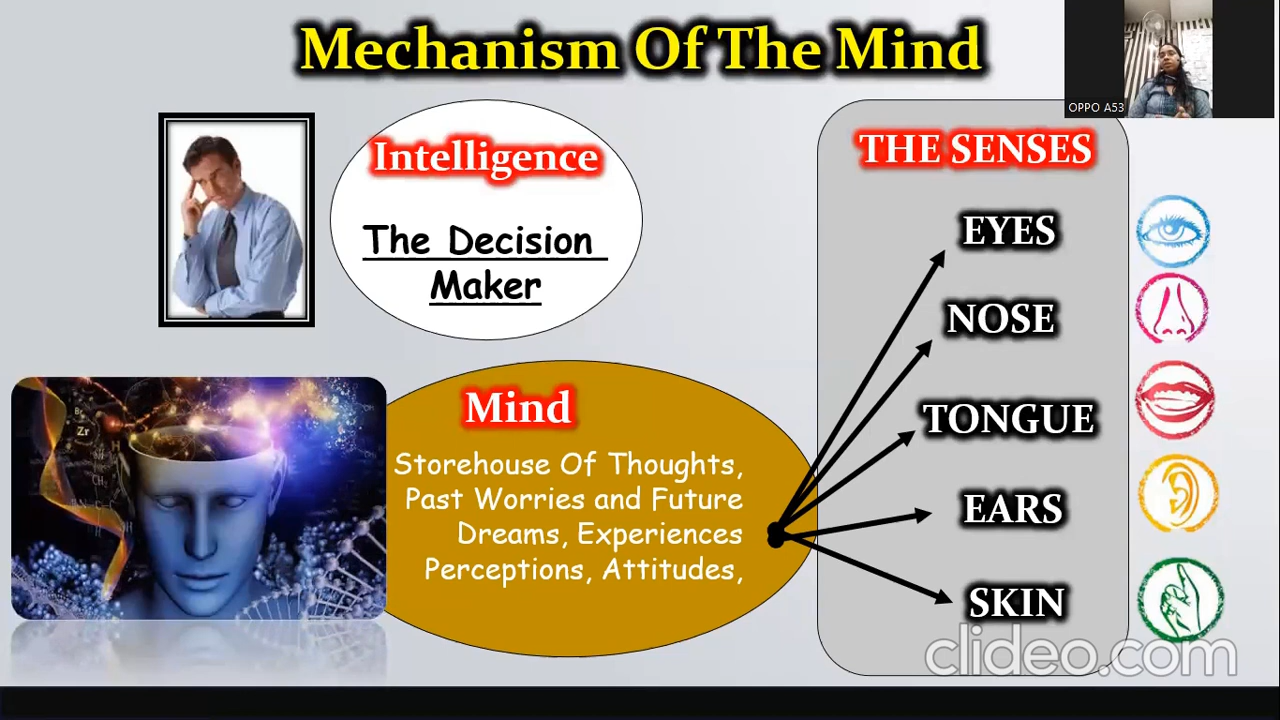 Mechanism Of The Mind
OPPO A53
Intelligence
The Decision
Maker
Mind
Storehouse Of Thoughts,
Past Worries and Future
Dreams, Experiences
Perceptions, Attitudes,
THE SENSES
EYES
NOSE
TONGUE
EARS
SKIN
clideo.com
Zr